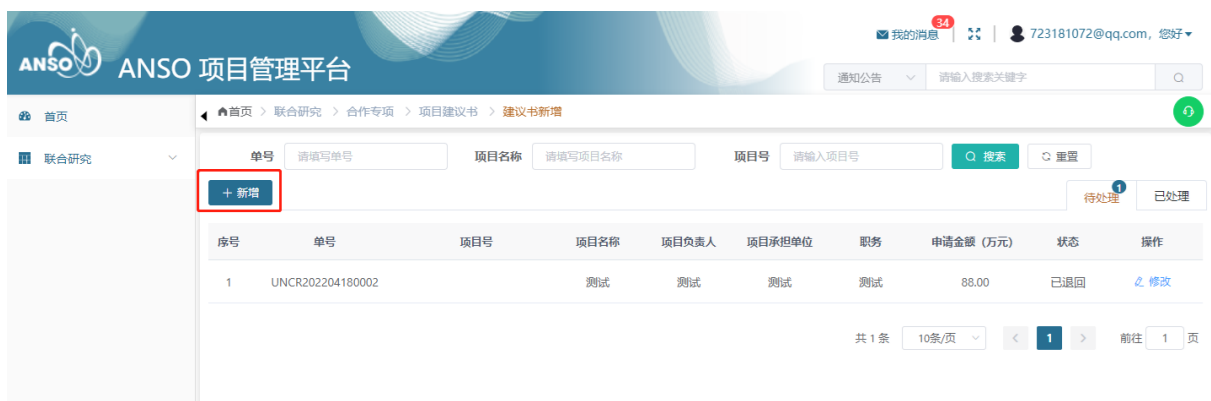 34
我的消息
723181072@qq.com，您好
ANSO
ANSO 项目管理平台
通知公告
请输入搜索关键字
首页
联合研究
首页 > 联合研究 > 合作专项 > 项目建议书 > 建议书新增
单号 请填写单号 项目名称 请填写项目名称 项目号 请输入项目号 搜索 重置
+ 新增
待处理 1 已处理
序号 单号 项目号 项目名称 项目负责人 项目承担单位 职务 申请金额（万元） 状态 操作
1 UNCR202204180002 测试 测试 测试 测试 88.00 已退回 修改
共 1 条 10条/页 < 1 > 前往 1 页